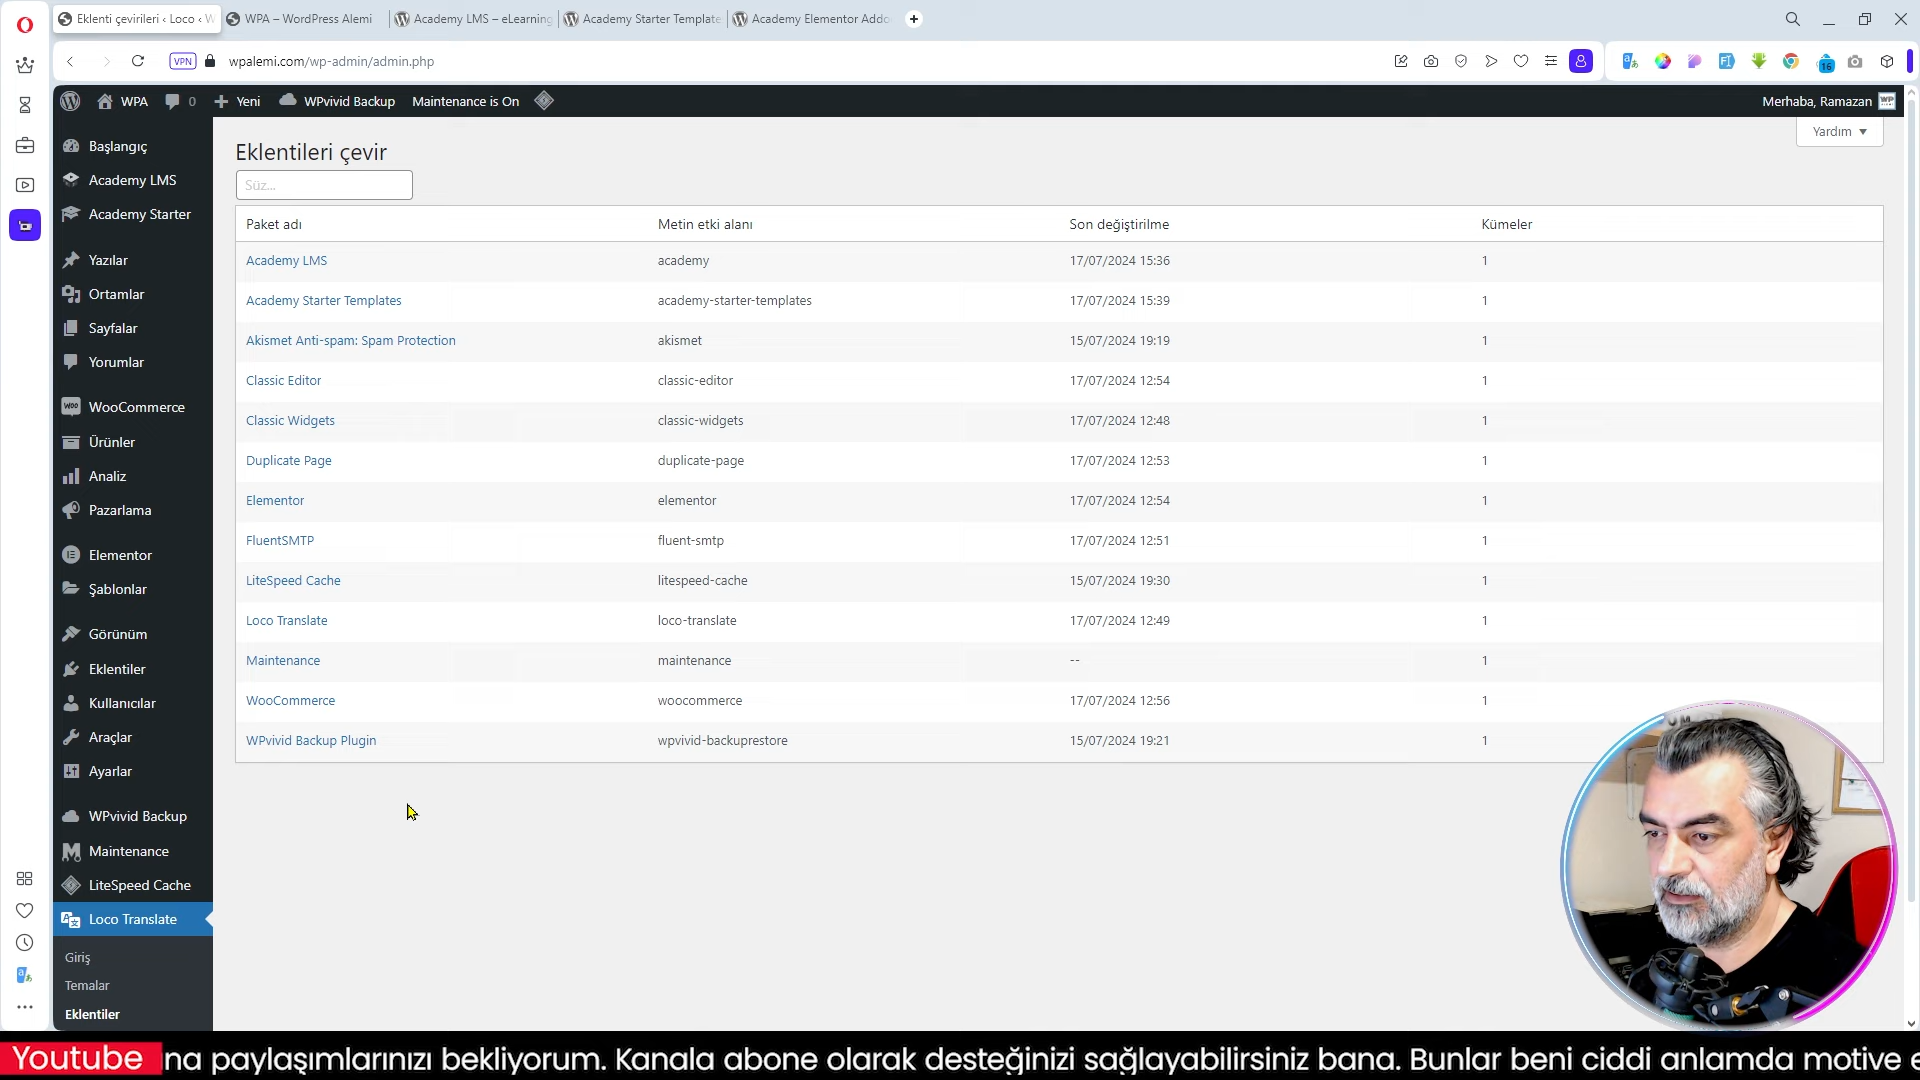 Eklenti çevirileri ‹ Loco ‹ W
WPA – WordPress Alemi
Academy LMS – eLearning
Academy Starter Template
Academy Elementor Addo
VPN
wpalemi.com/wp-admin/admin.php
16
WPA
0
Yeni
WPvivid Backup
Maintenance is On
Merhaba, Ramazan
Yardım
Başlangıç
Academy LMS
Academy Starter
Yazılar
Ortamlar
Sayfalar
Yorumlar
WooCommerce
Ürünler
Analiz
Pazarlama
Elementor
Şablonlar
Görünüm
Eklentiler
Kullanıcılar
Araçlar
Ayarlar
WPvivid Backup
Maintenance
LiteSpeed Cache
Loco Translate
Giriş
Temalar
Eklentiler
Eklentileri çevir
Süz...
Paket adı Metin etki alanı Son değiştirilme Kümeler
Academy LMS academy 17/07/2024 15:36 1
Academy Starter Templates academy-starter-templates 17/07/2024 15:39 1
Akismet Anti-spam: Spam Protection akismet 15/07/2024 19:19 1
Classic Editor classic-editor 17/07/2024 12:54 1
Classic Widgets classic-widgets 17/07/2024 12:48 1
Duplicate Page duplicate-page 17/07/2024 12:53 1
Elementor elementor 17/07/2024 12:54 1
FluentSMTP fluent-smtp 17/07/2024 12:51 1
LiteSpeed Cache litespeed-cache 15/07/2024 19:30 1
Loco Translate loco-translate 17/07/2024 12:49 1
Maintenance maintenance -- 1
WooCommerce woocommerce 17/07/2024 12:56 1
WPvivid Backup Plugin wpvivid-backuprestore 15/07/2024 19:21 1
Youtube
na paylaşımlarınızı bekliyorum. Kanala abone olarak desteğinizi sağlayabilirsiniz bana. Bunlar beni ciddi anlamda motive e